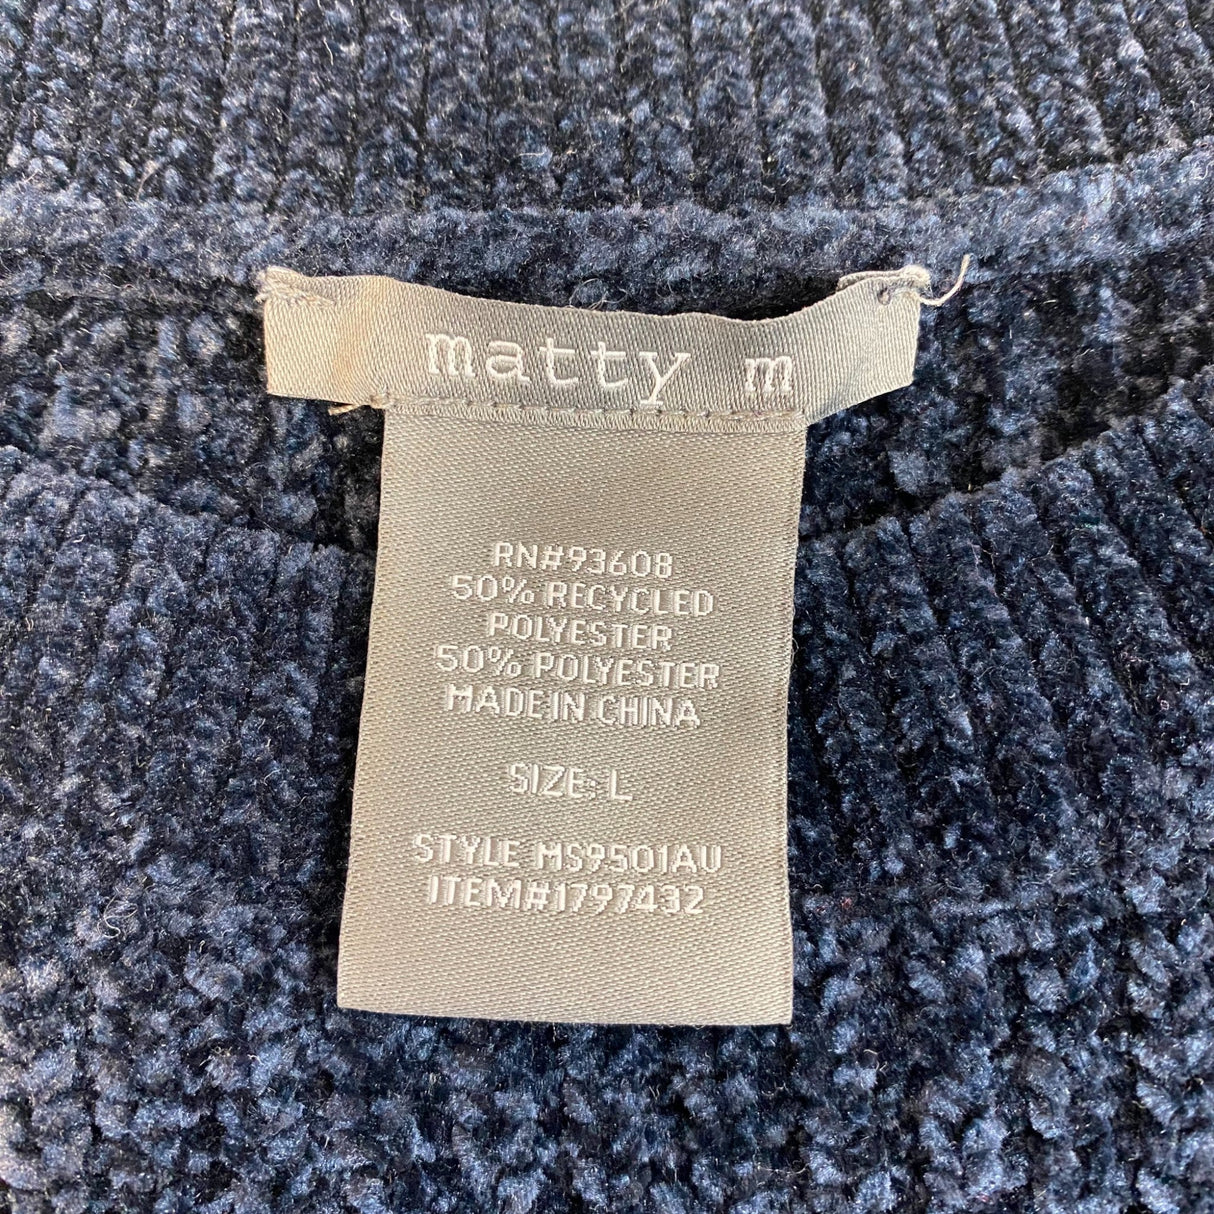 matty m
RN#93608
50% RECYCLED
POLYESTER
50% POLYESTER
MADE IN CHINA
SIZE: L
STYLE MS9501AU
ITEM#1797432